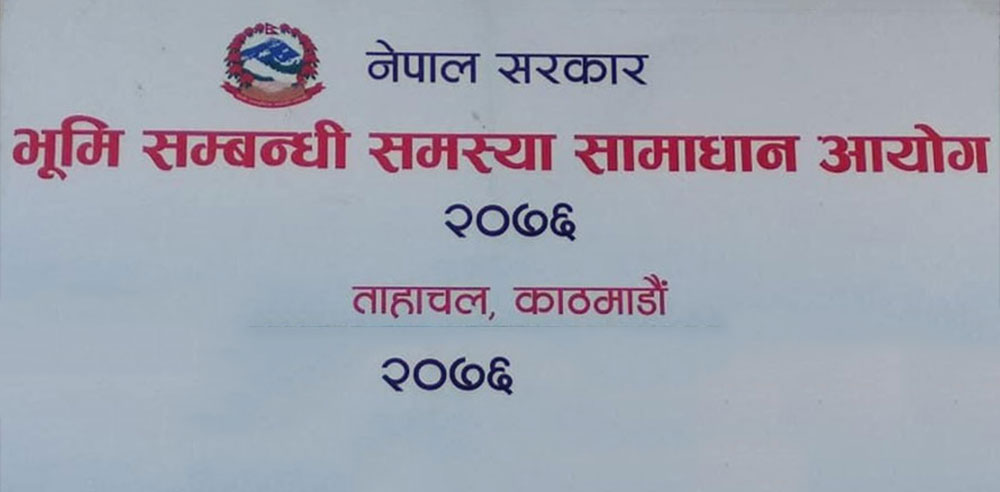 नेपाल सरकार
भूमि सम्बन्धी समस्या सामाधान आयोग
२०७६
ताहाचल, काठमाडौं
२०७६